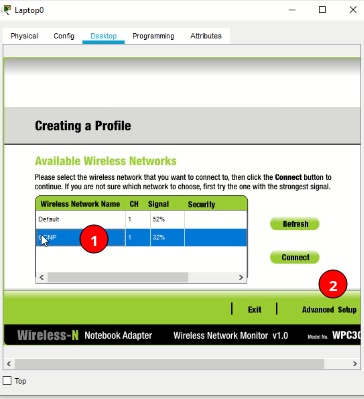 Laptop0
Physical Config Desktop Programming Attributes
Creating a Profile
Available Wireless Networks
Please select the wireless network that you want to connect to, then click the Connect button to
continue. If you are not sure which network to choose, first try the one with the strongest signal.
Wireless Network Name CH Signal Security
Default 1 52%
1 32%
1
Refresh
Connect
2
Exit Advanced Setup
Wireless-N Notebook Adapter Wireless Network Monitor v1.0 Model No. WPC30
Top